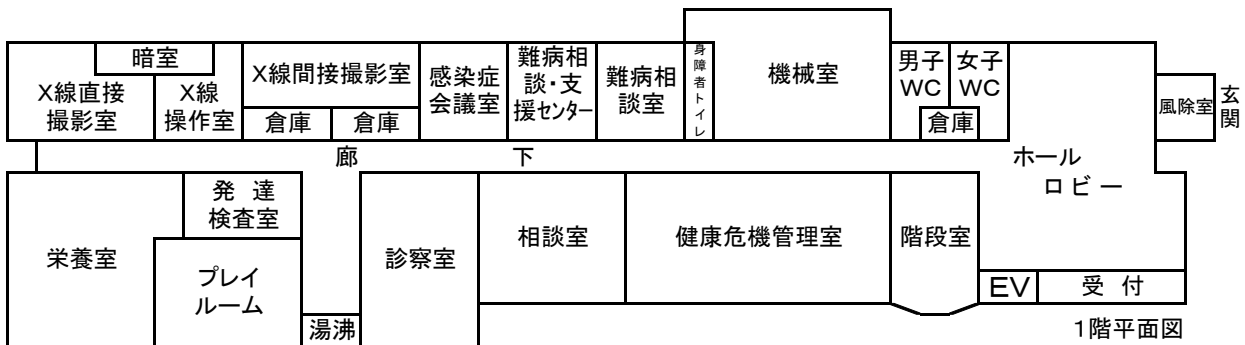 暗室
X線直接
撮影室
X線
操作室
X線間接撮影室
倉庫
倉庫
感染症
会議室
難病相
談・支
援センター
難病相
談室
身障者トイレ
機械室
男子
WC
女子
WC
倉庫
風除室
玄関
廊下
ホール
ロビー
栄養室
発達
検査室
プレイ
ルーム
湯沸
診察室
相談室
健康危機管理室
階段室
EV
受付
1階平面図